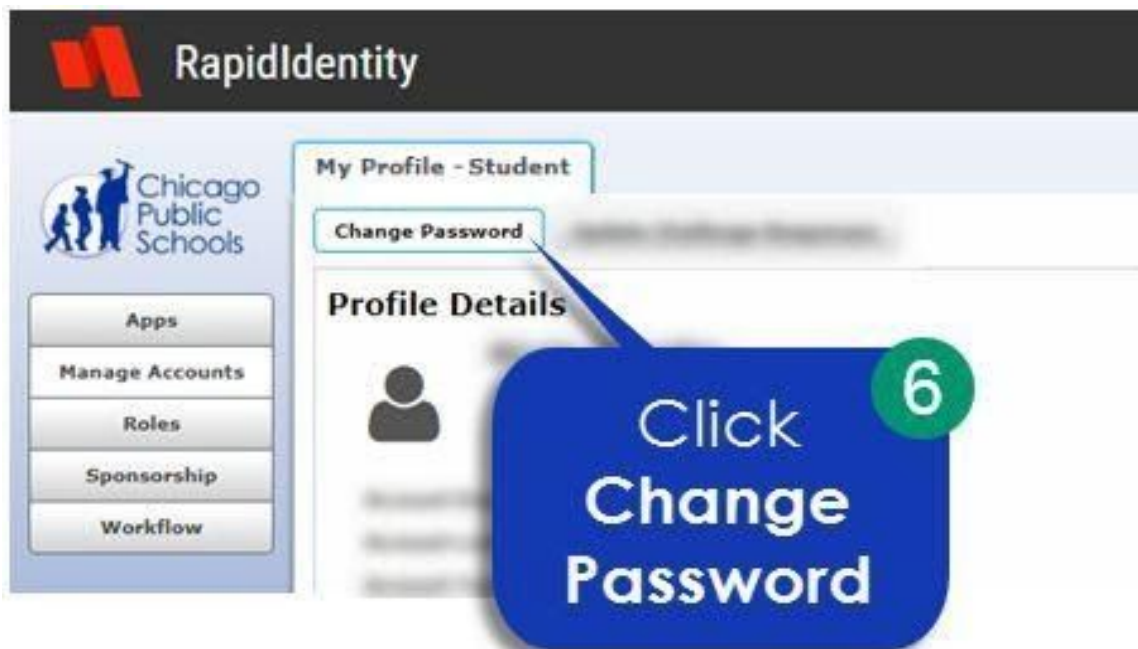 RapidIdentity
Chicago
Public
Schools
My Profile - Student
Change Password
Profile Details
Apps
Manage Accounts
Roles
Sponsorship
Workflow
6
Click
Change
Password